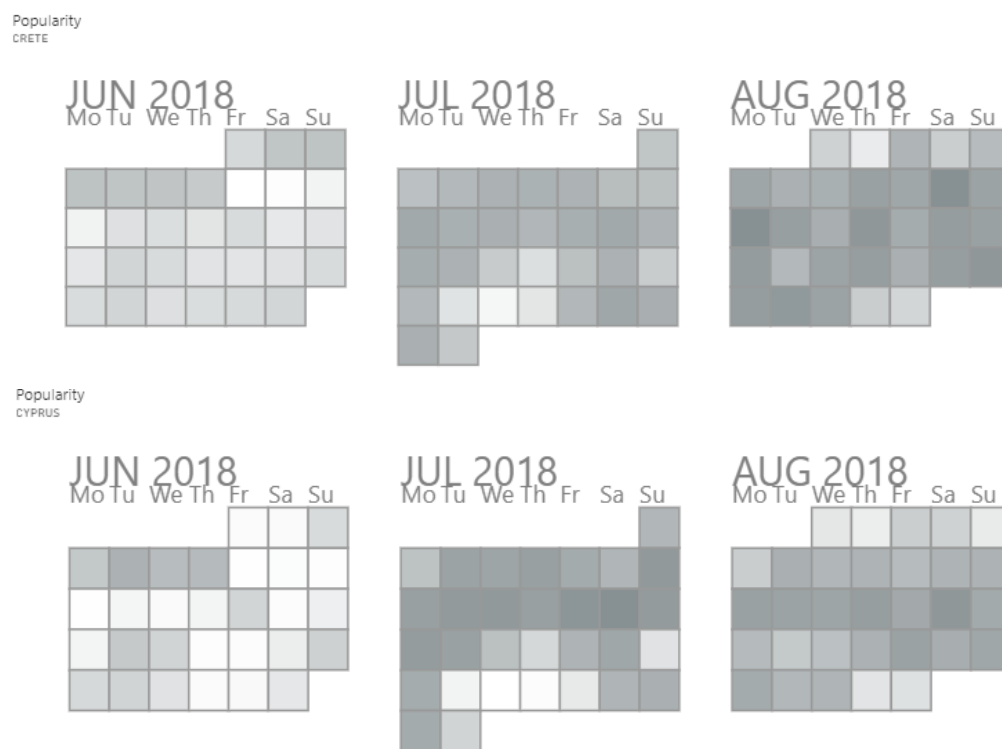 Popularity
CRETE
JUN 2018 JUL 2018 AUG 2018
Mo Tu We Th Fr Sa Su Mo Tu We Th Fr Sa Su Mo Tu We Th Fr Sa Su
Popularity
CYPRUS
JUN 2018 JUL 2018 AUG 2018
Mo Tu We Th Fr Sa Su Mo Tu We Th Fr Sa Su Mo Tu We Th Fr Sa Su